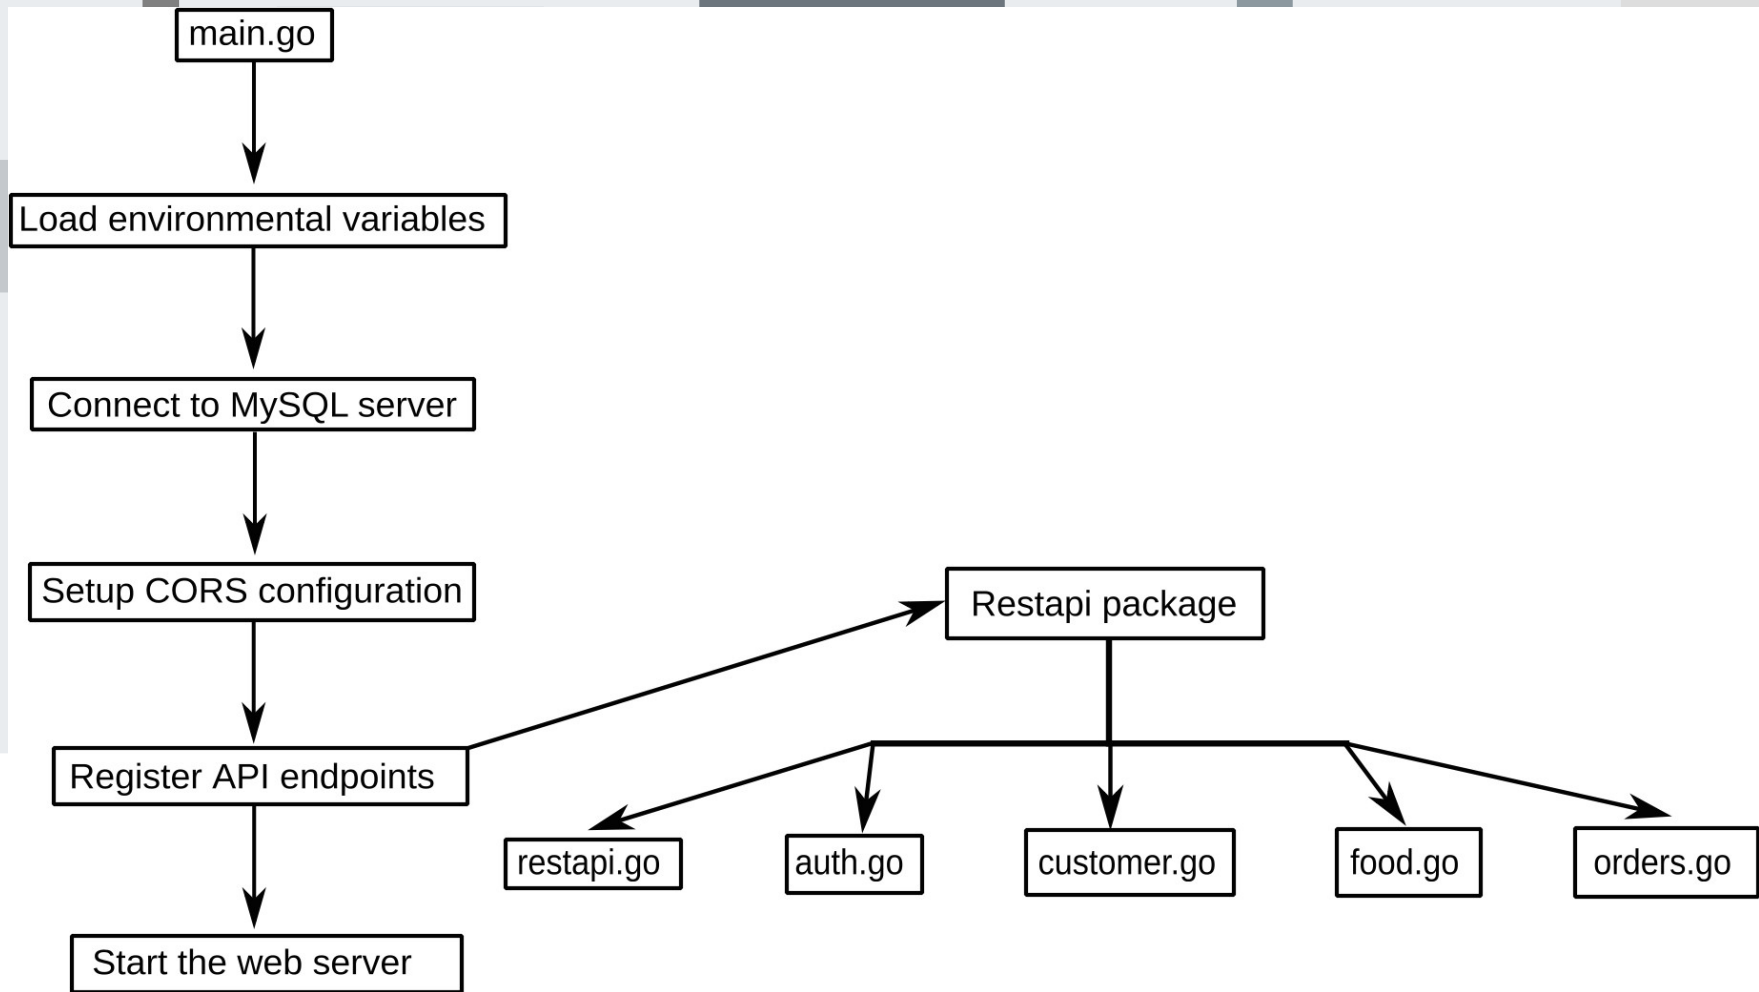 main.go
Load environmental variables
Connect to MySQL server
Setup CORS configuration
Restapi package
Register API endpoints
restapi.go
auth.go
customer.go
food.go
orders.go
Start the web server